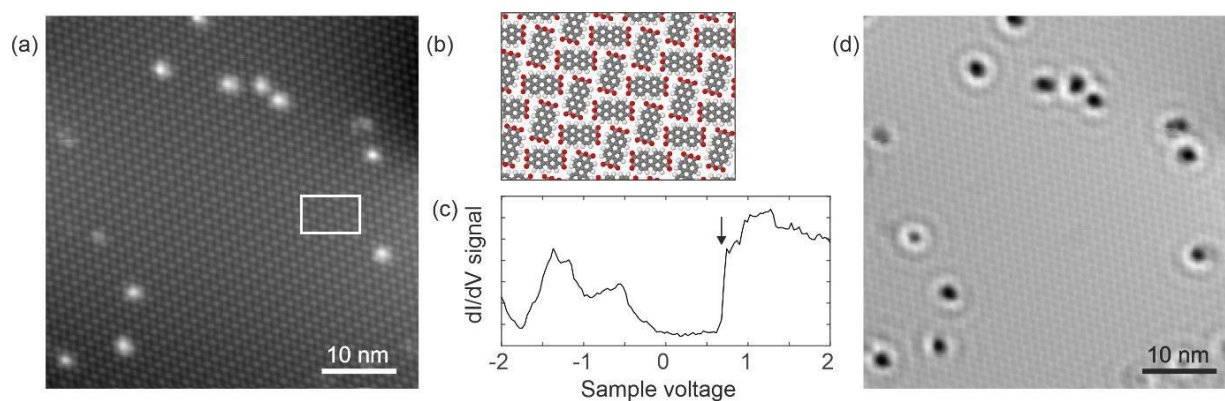 (a)
10 nm
(b)
(c)
dI/dV signal
-2 -1 0 1 2
Sample voltage
(d)
10 nm